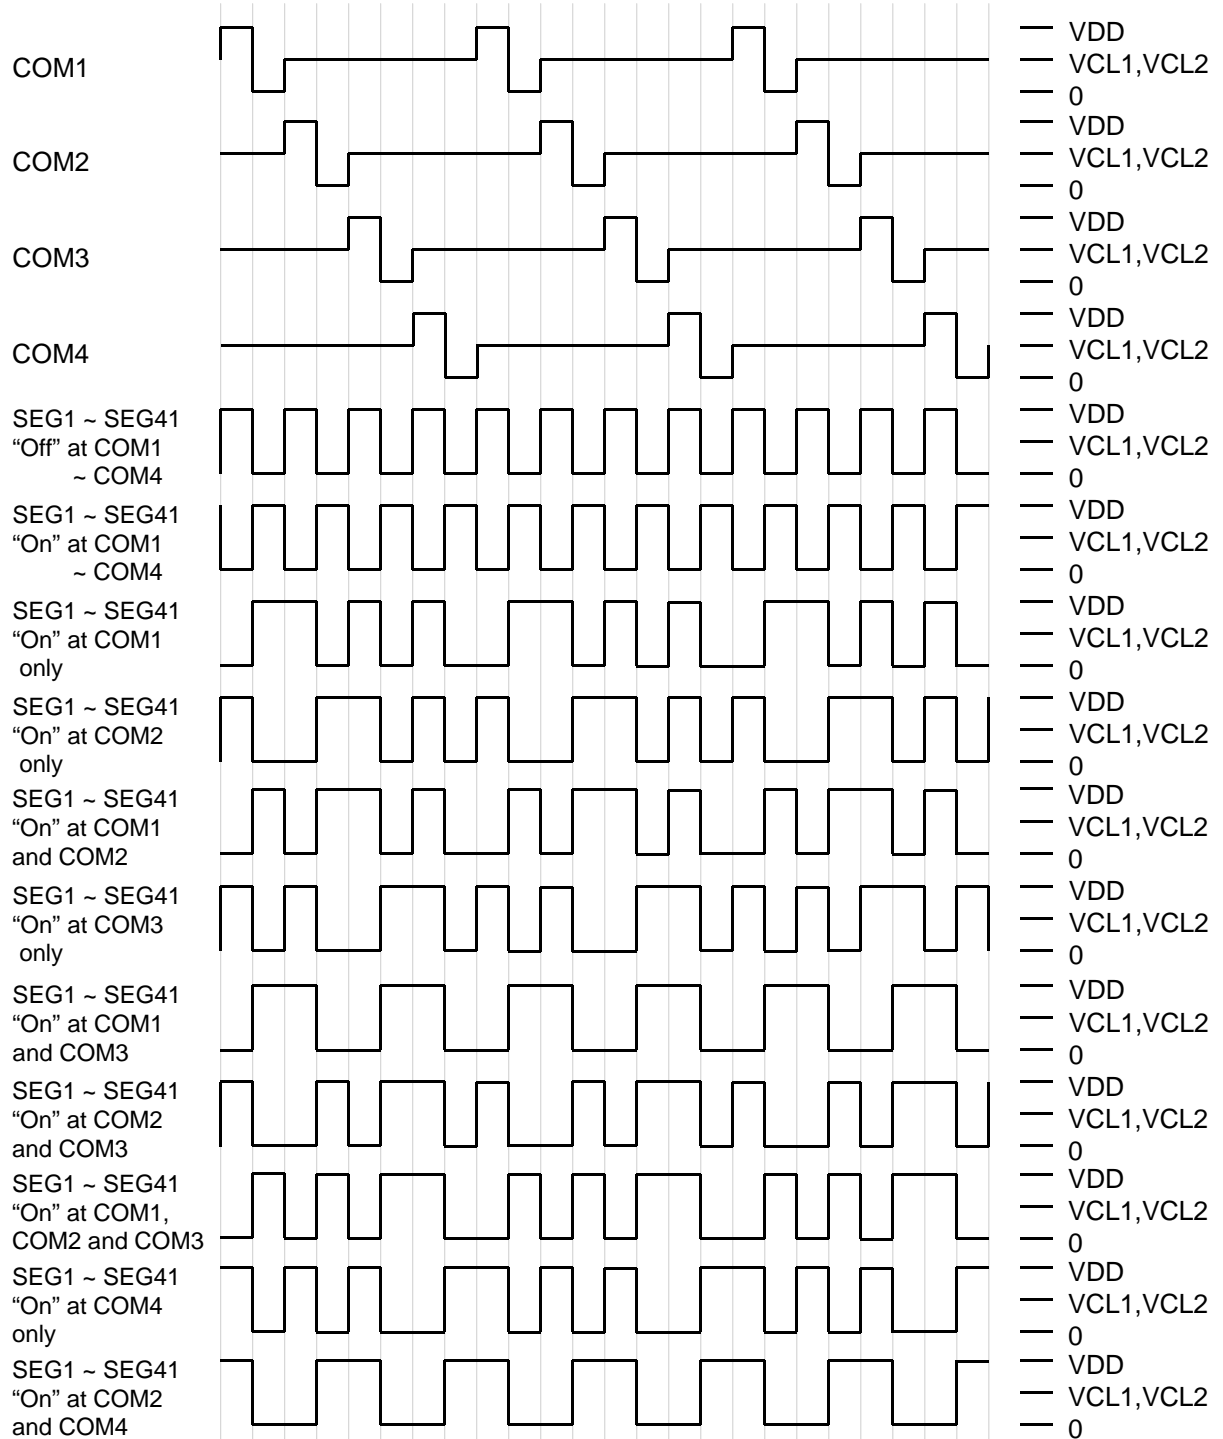 COM1
VDD
VCL1,VCL2
0
COM2
VDD
VCL1,VCL2
0
COM3
VDD
VCL1,VCL2
0
COM4
VDD
VCL1,VCL2
0
SEG1 ~ SEG41
“Off” at COM1
~ COM4
VDD
VCL1,VCL2
0
SEG1 ~ SEG41
“On” at COM1
~ COM4
VDD
VCL1,VCL2
0
SEG1 ~ SEG41
“On” at COM1
only
VDD
VCL1,VCL2
0
SEG1 ~ SEG41
“On” at COM2
only
VDD
VCL1,VCL2
0
SEG1 ~ SEG41
“On” at COM1
and COM2
VDD
VCL1,VCL2
0
SEG1 ~ SEG41
“On” at COM3
only
VDD
VCL1,VCL2
0
SEG1 ~ SEG41
“On” at COM1
and COM3
VDD
VCL1,VCL2
0
SEG1 ~ SEG41
“On” at COM2
and COM3
VDD
VCL1,VCL2
0
SEG1 ~ SEG41
“On” at COM1,
COM2 and COM3
VDD
VCL1,VCL2
0
SEG1 ~ SEG41
“On” at COM4
only
VDD
VCL1,VCL2
0
SEG1 ~ SEG41
“On” at COM2
and COM4
VDD
VCL1,VCL2
0